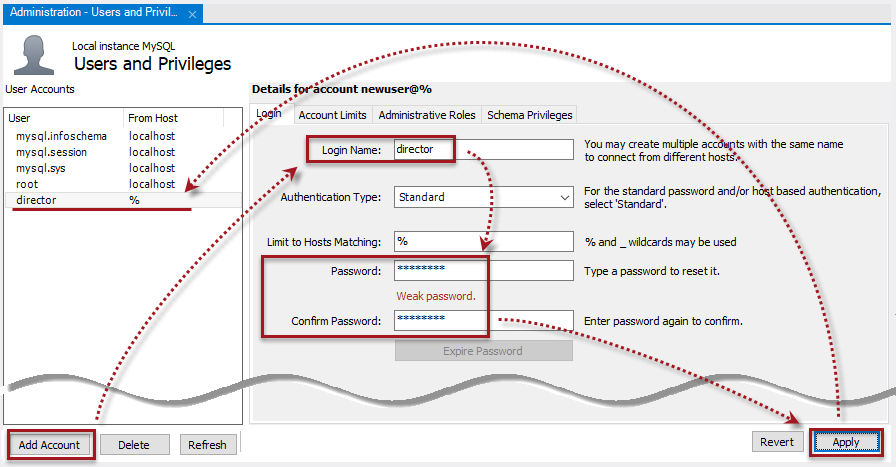 Administration - Users and Privil...
Local instance MySQL
Users and Privileges
User Accounts
User From Host
mysql.infoschema localhost
mysql.session localhost
mysql.sys localhost
root localhost
director %
Details for account newuser@%
Login Account Limits Administrative Roles Schema Privileges
Login Name: director
You may create multiple accounts with the same name
to connect from different hosts.
Authentication Type: Standard
For the standard password and/or host based authentication,
select 'Standard'.
Limit to Hosts Matching: % % and _ wildcards may be used
Password: ******** Type a password to reset it.
Weak password.
Confirm Password: ******** Enter password again to confirm.
Expire Password
Add Account Delete Refresh Revert Apply